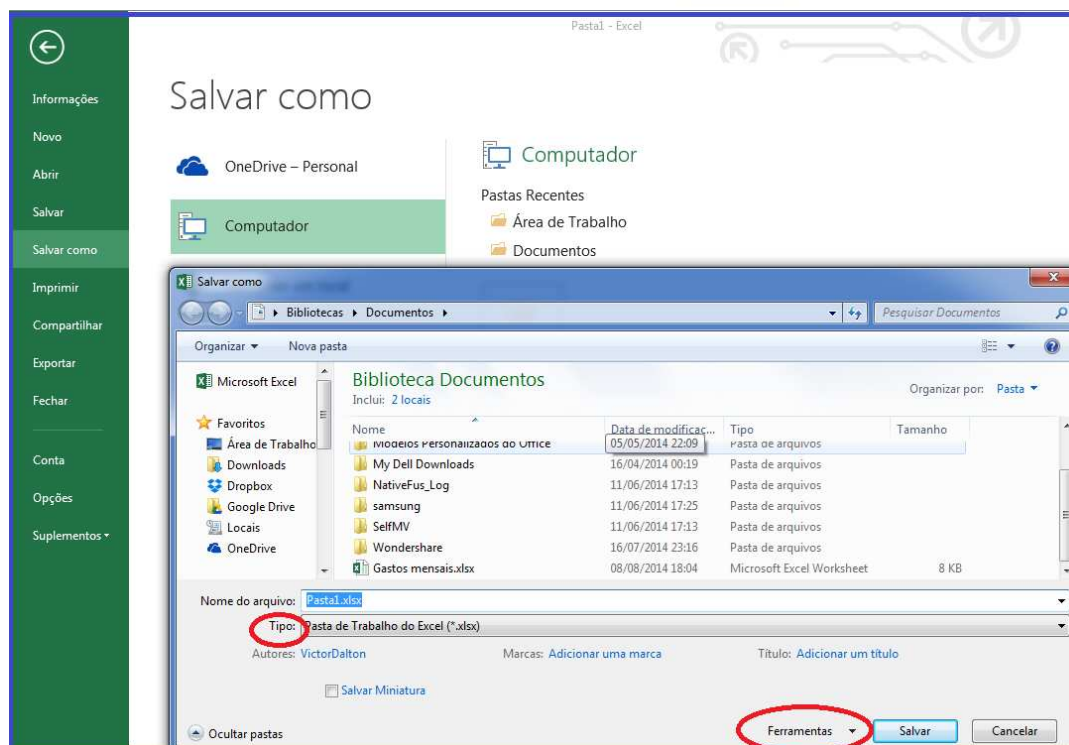 Pasta1 - Excel
Informações
Novo
Abrir
Salvar
Salvar como
Imprimir
Compartilhar
Exportar
Fechar
Conta
Opções
Suplementos
Salvar como
OneDrive – Personal
Computador
Computador
Pastas Recentes
Área de Trabalho
Documentos
Salvar como
Bibliotecas Documentos
Pesquisar Documentos
Organizar Nova pasta
Microsoft Excel
Favoritos
Área de Trabalho
Downloads
Dropbox
Google Drive
Locais
OneDrive
Biblioteca Documentos
Inclui: 2 locais
Organizar por: Pasta
Nome Data de modificaç... Tipo Tamanho
Modelos Personalizados do Office 05/05/2014 22:09 Pasta de arquivos
My Dell Downloads 16/04/2014 00:19 Pasta de arquivos
NativeFus_Log 11/06/2014 17:13 Pasta de arquivos
samsung 11/06/2014 17:25 Pasta de arquivos
SelfMV 11/06/2014 17:13 Pasta de arquivos
Wondershare 16/07/2014 23:16 Pasta de arquivos
Gastos mensais.xlsx 08/08/2014 18:04 Microsoft Excel Worksheet 8 KB
Nome do arquivo: Pasta1.xlsx
Tipo: Pasta de Trabalho do Excel (*.xlsx)
Autores: VictorDalton Marcas: Adicionar uma marca Título: Adicionar um título
Salvar Miniatura
Ocultar pastas Ferramentas Salvar Cancelar